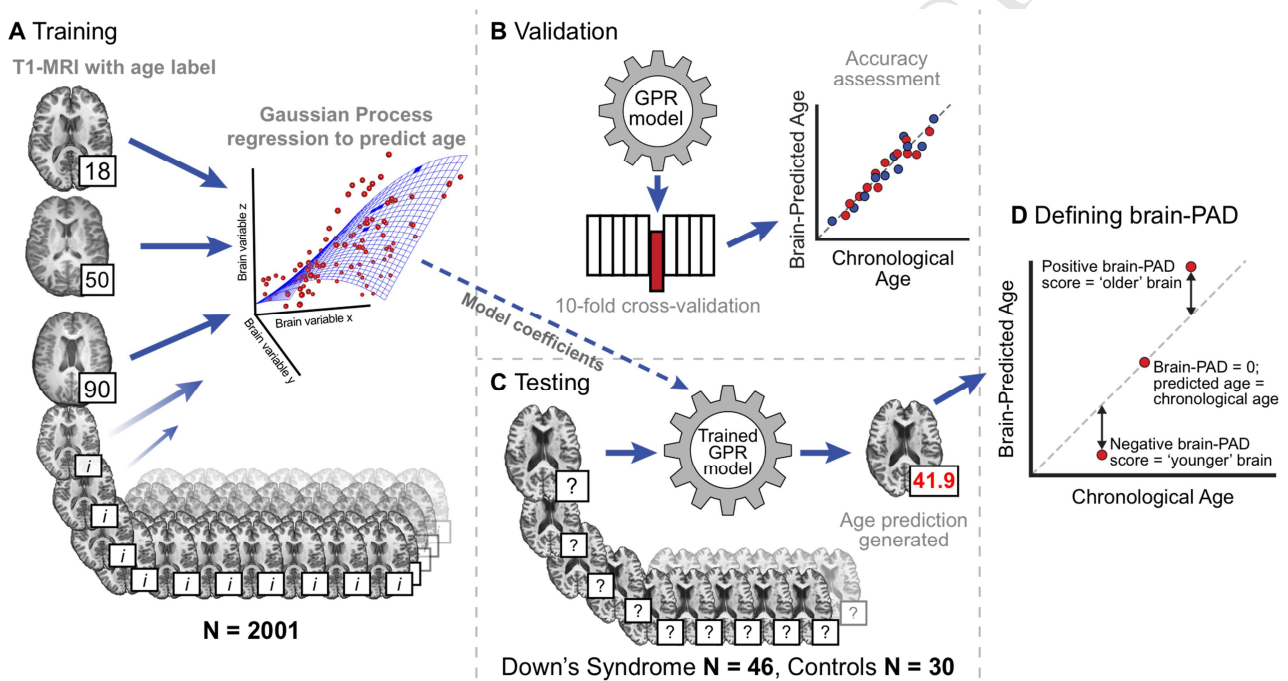 A Training
T1-MRI with age label
18
50
90
Gaussian Process
regression to predict age
Brain variable z
Brain variable x
Brain variable y
i
i
i
i
i
i
i
i
i
i
N = 2001
B Validation
GPR
model
10-fold cross-validation
Accuracy
assessment
Brain-Predicted Age
Chronological
Age
Model coefficients
C Testing
?
?
?
?
?
?
?
?
?
?
Trained
GPR
model
41.9
Age prediction
generated
Down's Syndrome N = 46, Controls N = 30
D Defining brain-PAD
Brain-Predicted Age
Positive brain-PAD
score = ‘older’ brain
Brain-PAD = 0;
predicted age =
chronological age
Negative brain-PAD
score = ‘younger’ brain
Chronological Age